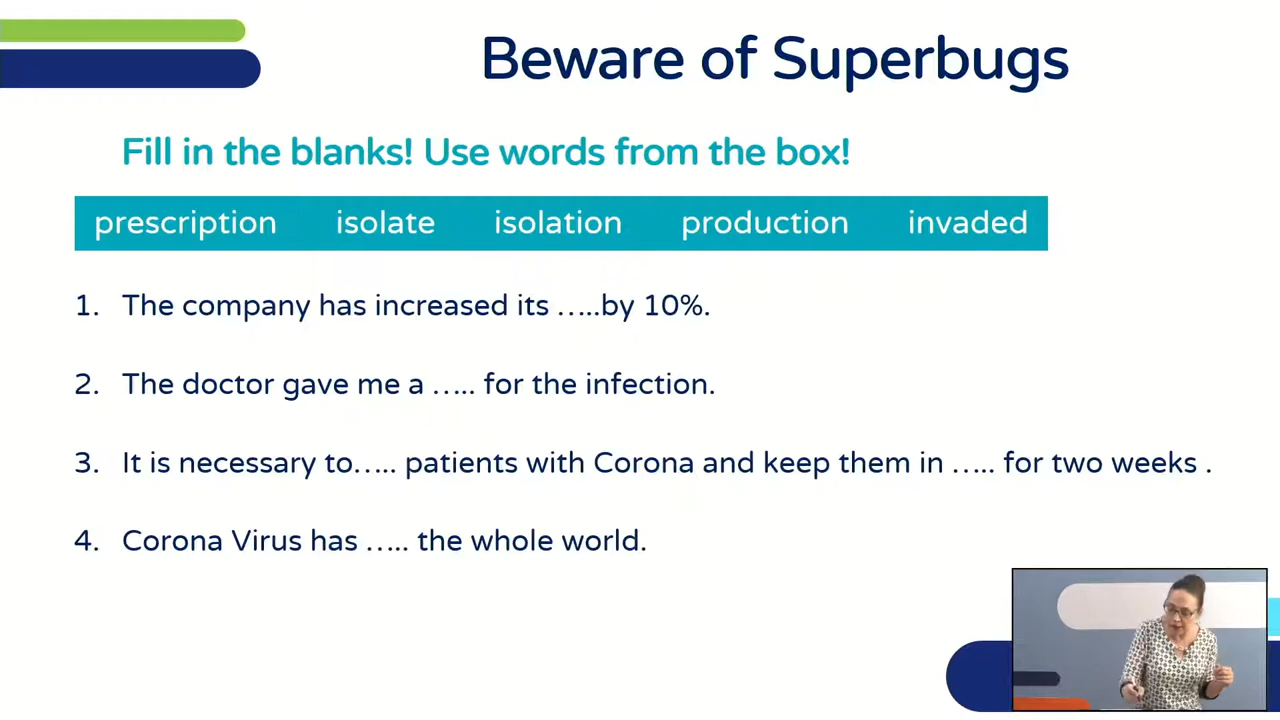 Beware of Superbugs
Fill in the blanks! Use words from the box!
prescription isolate isolation production invaded
1. The company has increased its …..by 10%.
2. The doctor gave me a ….. for the infection.
3. It is necessary to….. patients with Corona and keep them in ….. for two weeks .
4. Corona Virus has ….. the whole world.